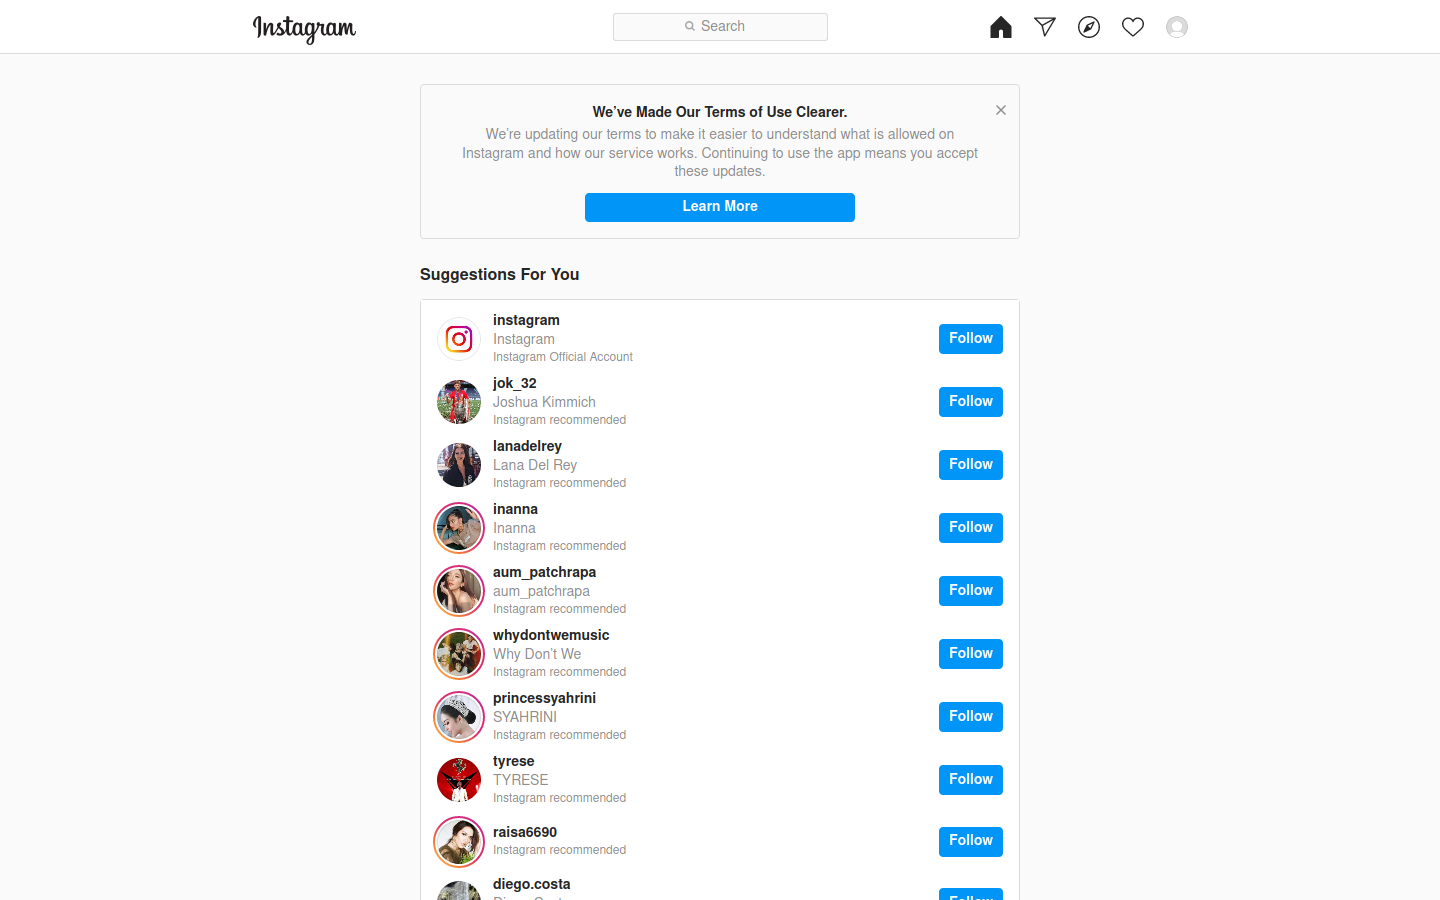 Instagram
Search
We’ve Made Our Terms of Use Clearer.
We’re updating our terms to make it easier to understand what is allowed on
Instagram and how our service works. Continuing to use the app means you accept
these updates.
Learn More
Suggestions For You
instagram
Instagram
Instagram Official Account
Follow
jok_32
Joshua Kimmich
Instagram recommended
Follow
lanadelrey
Lana Del Rey
Instagram recommended
Follow
inanna
Inanna
Instagram recommended
Follow
aum_patchrapa
aum_patchrapa
Instagram recommended
Follow
whydontwemusic
Why Don’t We
Instagram recommended
Follow
princessyahrini
SYAHRINI
Instagram recommended
Follow
tyrese
TYRESE
Instagram recommended
Follow
raisa6690
Instagram recommended
Follow
diego.costa